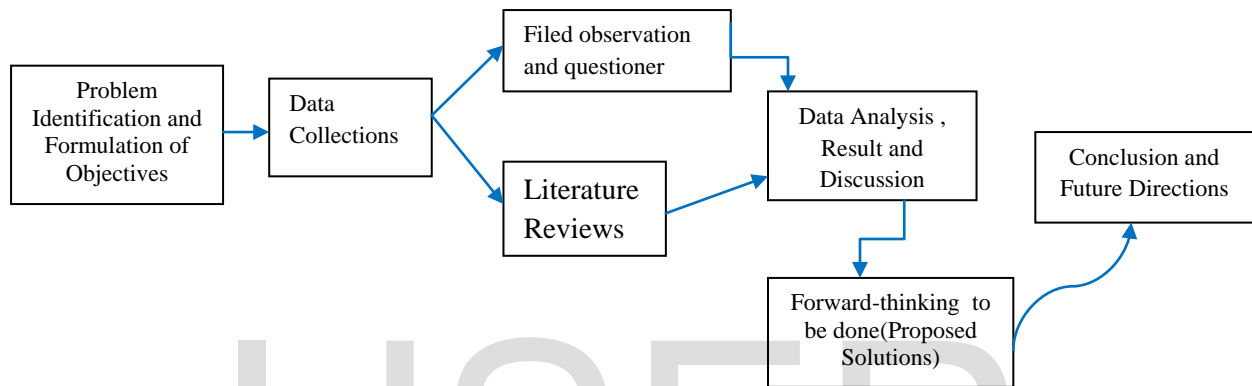 Problem
Identification and
Formulation of
Objectives
Data
Collections
Filed observation
and questioner
Literature
Reviews
Data Analysis ,
Result and
Discussion
Forward-thinking to
be done(Proposed
Solutions)
Conclusion and
Future Directions